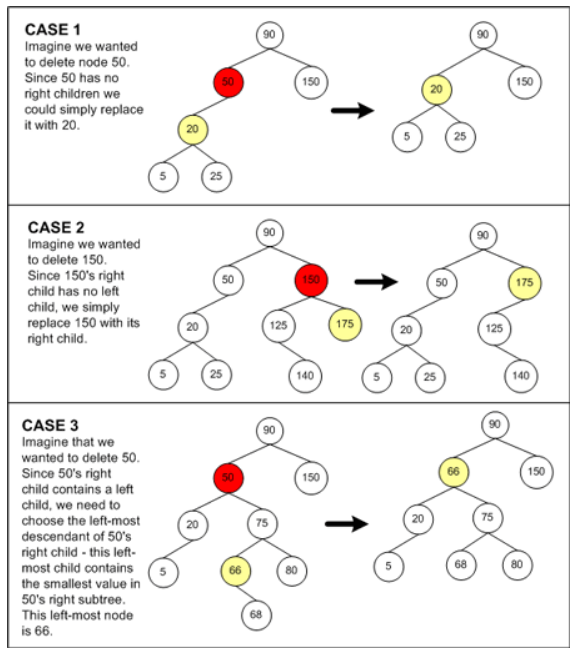 CASE 1
Imagine we wanted
to delete node 50.
Since 50 has no
right children we
could simply replace
it with 20.
90
50
150
20
5
25
90
20
150
5
25
CASE 2
Imagine we wanted
to delete 150.
Since 150's right
child has no left
child, we simply
replace 150 with its
right child.
90
50
150
20
125
175
5
25
140
90
50
175
20
125
5
25
140
CASE 3
Imagine that we
wanted to delete 50.
Since 50's right
child contains a left
child, we need to
choose the left-most
descendant of 50's
right child - this left-
most child contains
the smallest value in
50's right subtree.
This left-most node
is 66.
90
50
150
20
75
5
66
80
68
90
66
150
20
75
5
68
80